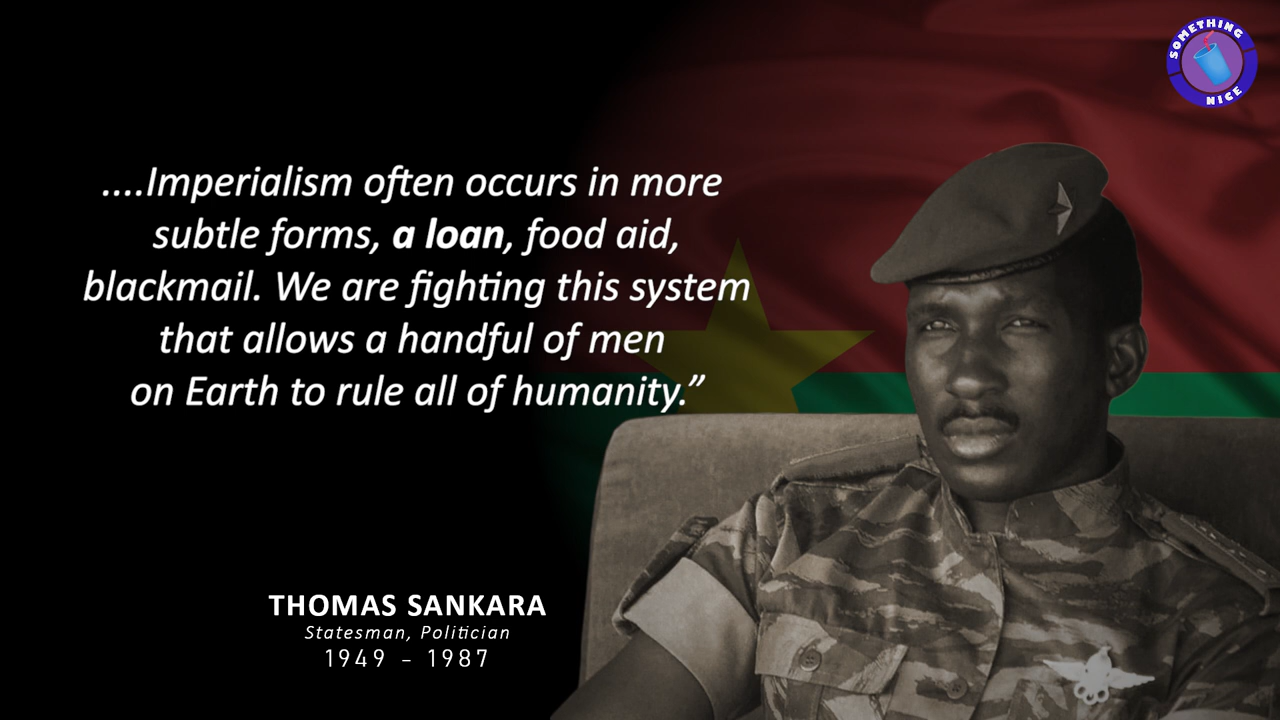 SOMETHING
NICE
....Imperialism often occurs in more
subtle forms, a loan, food aid,
blackmail. We are fighting this system
that allows a handful of men
on Earth to rule all of humanity.”
THOMAS SANKARA
Statesman, Politician
1949 - 1987